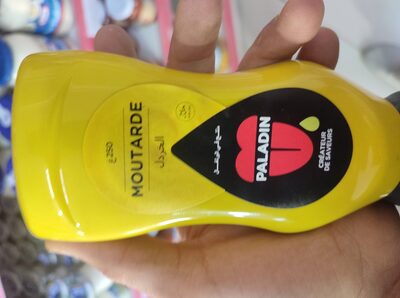 PALADIN
CRÉATEUR
DE SAVEURS
MOUTARDE
الخردل
250 g